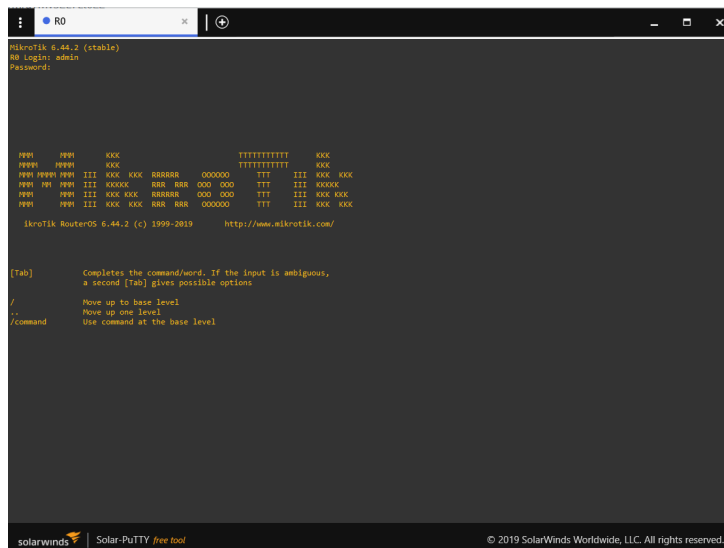 R0
MikroTik 6.44.2 (stable)
R0 Login: admin
Password:
MMM      MMM       KKK                          TTTTTTTTTTT      KKK
MMMM    MMMM       KKK                          TTTTTTTTTTT      KKK
MMM MMMM MMM  III  KKK  KKK  RRRRRR     OOOOOO      TTT     III  KKK  KKK
MMM  MM  MMM  III  KKKKK     RRR  RRR  OOO  OOO     TTT     III  KKKKK
MMM      MMM  III  KKK KKK   RRRRRR    OOO  OOO     TTT     III  KKK KKK
MMM      MMM  III  KKK  KKK  RRR  RRR   OOOOOO      TTT     III  KKK  KKK
ikroTik RouterOS 6.44.2 (c) 1999-2019       http://www.mikrotik.com/
[Tab]           Completes the command/word. If the input is ambiguous,
a second [Tab] gives possible options
/               Move up to base level
..              Move up one level
/command        Use command at the base level
solarwinds Solar-PuTTY free tool © 2019 SolarWinds Worldwide, LLC. All rights reserved.